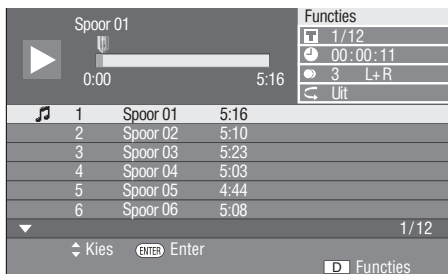 Spoor 01
0:00 5:16
Functies
T 1/12
00:00:11
3 L+R
Uit
1 Spoor 01 5:16
2 Spoor 02 5:10
3 Spoor 03 5:23
4 Spoor 04 5:03
5 Spoor 05 4:44
6 Spoor 06 5:08
1/12
Kies ENTER Enter
D Functies